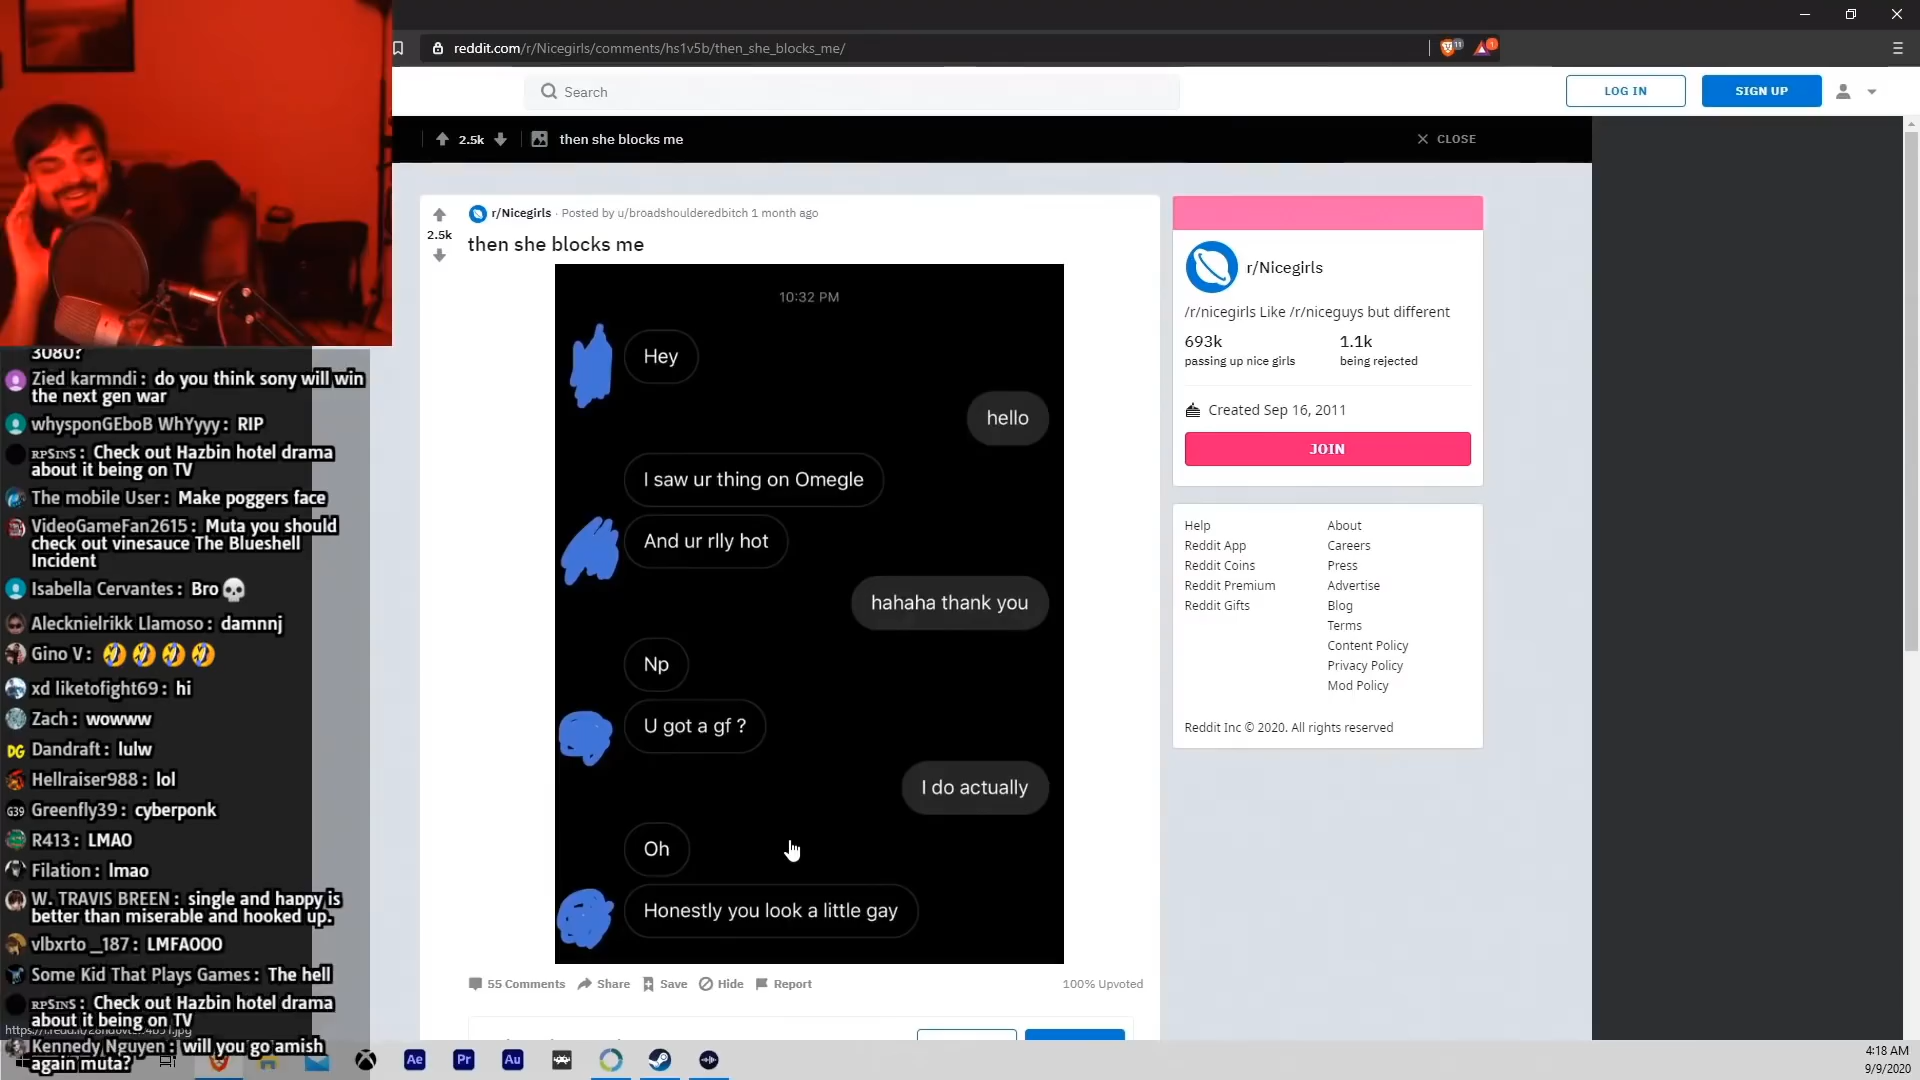 reddit.com/r/Nicegirls/comments/hs1v5b/then_she_blocks_me/
11
1
Search
LOG IN
SIGN UP
2.5k
then she blocks me
CLOSE
r/Nicegirls · Posted by u/broadshoulderedbitch 1 month ago
2.5k
then she blocks me
10:32 PM
Hey
hello
I saw ur thing on Omegle
And ur rlly hot
hahaha thank you
Np
U got a gf ?
I do actually
Oh
Honestly you look a little gay
55 Comments
Share
Save
Hide
Report
100% Upvoted
r/Nicegirls
/r/nicegirls Like /r/niceguys but different
693k
1.1k
passing up nice girls
being rejected
Created Sep 16, 2011
JOIN
Help
About
Reddit App
Careers
Reddit Coins
Press
Reddit Premium
Advertise
Reddit Gifts
Blog
Terms
Content Policy
Privacy Policy
Mod Policy
Reddit Inc © 2020. All rights reserved
3080?
Zied karmndi : do you think sony will win
the next gen war
whysponGEboB WhYyyy : RIP
ʀᴘSɪɴS : Check out Hazbin hotel drama
about it being on TV
The mobile User : Make poggers face
VideoGameFan2615 : Muta you should
check out vinesauce The Blueshell
Incident
Isabella Cervantes : Bro💀
Alecknielrikk Llamoso : damnnj
Gino V : 🤣 🤣 🤣 🤣
xd liketofight69 : hi
Zach : wowww
DG Dandraft : lulw
Hellraiser988 : lol
G39 Greenfly39 : cyberponk
R413 : LMAO
Filation : lmao
W. TRAVIS BREEN : single and happy is
better than miserable and hooked up.
vlbxrto _187 : LMFAOOO
Some Kid That Plays Games : The hell
ʀᴘSɪɴS : Check out Hazbin hotel drama
about it being on TV
Kennedy Nguyen : will you go amish
again muta?
Ae
Pr
Au
4:18 AM
9/9/2020